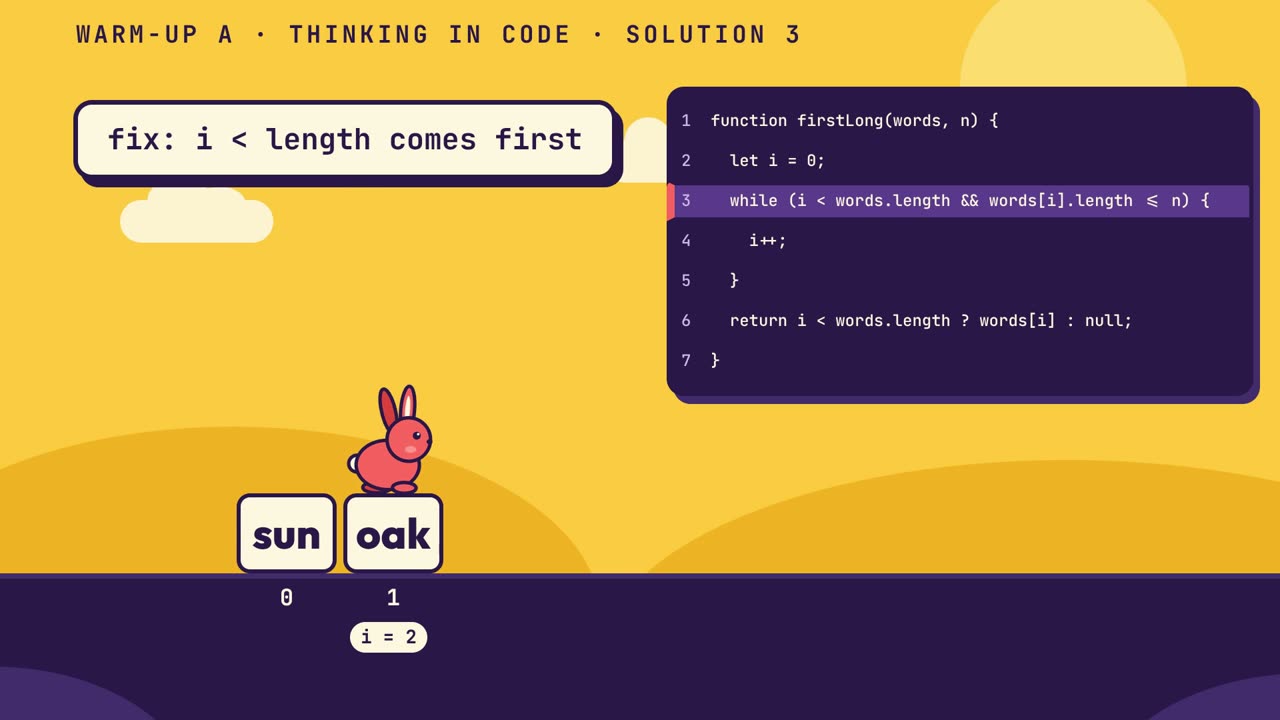 WARM-UP A · THINKING IN CODE · SOLUTION 3
fix: i < length comes first
1 function firstLong(words, n) {
2 let i = 0;
3 while (i < words.length && words[i].length <= n) {
4 i++;
5 }
6 return i < words.length ? words[i] : null;
7 }
sun oak
0 1
i = 2